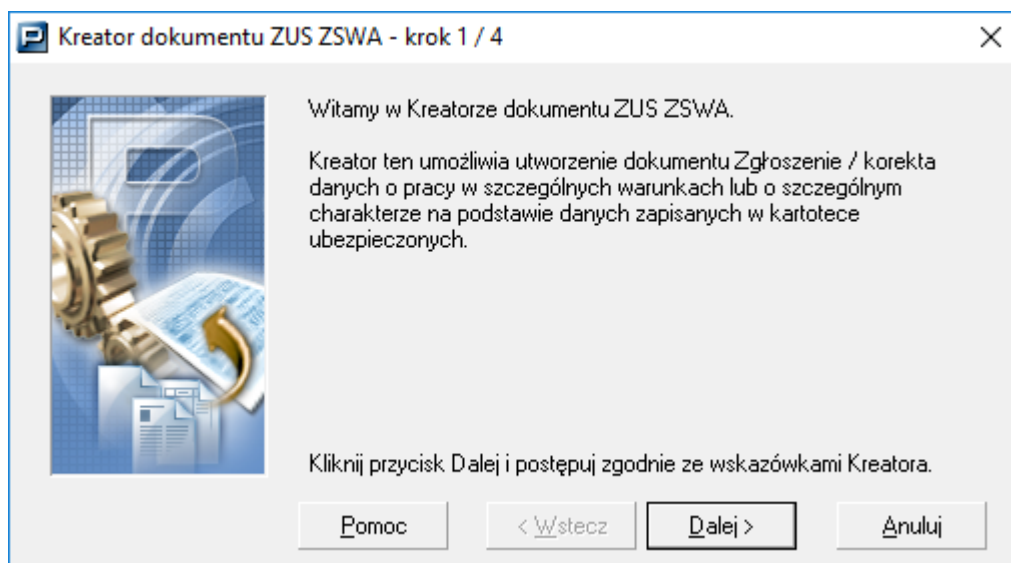 Kreator dokumentu ZUS ZSWA - krok 1 / 4
Witamy w Kreatorze dokumentu ZUS ZSWA.
Kreator ten umożliwia utworzenie dokumentu Zgłoszenie / korekta
danych o pracy w szczególnych warunkach lub o szczególnym
charakterze na podstawie danych zapisanych w kartotece
ubezpieczonych.
Kliknij przycisk Dalej i postępuj zgodnie ze wskazówkami Kreatora.
Pomoc
< Wstecz
Dalej >
Anuluj